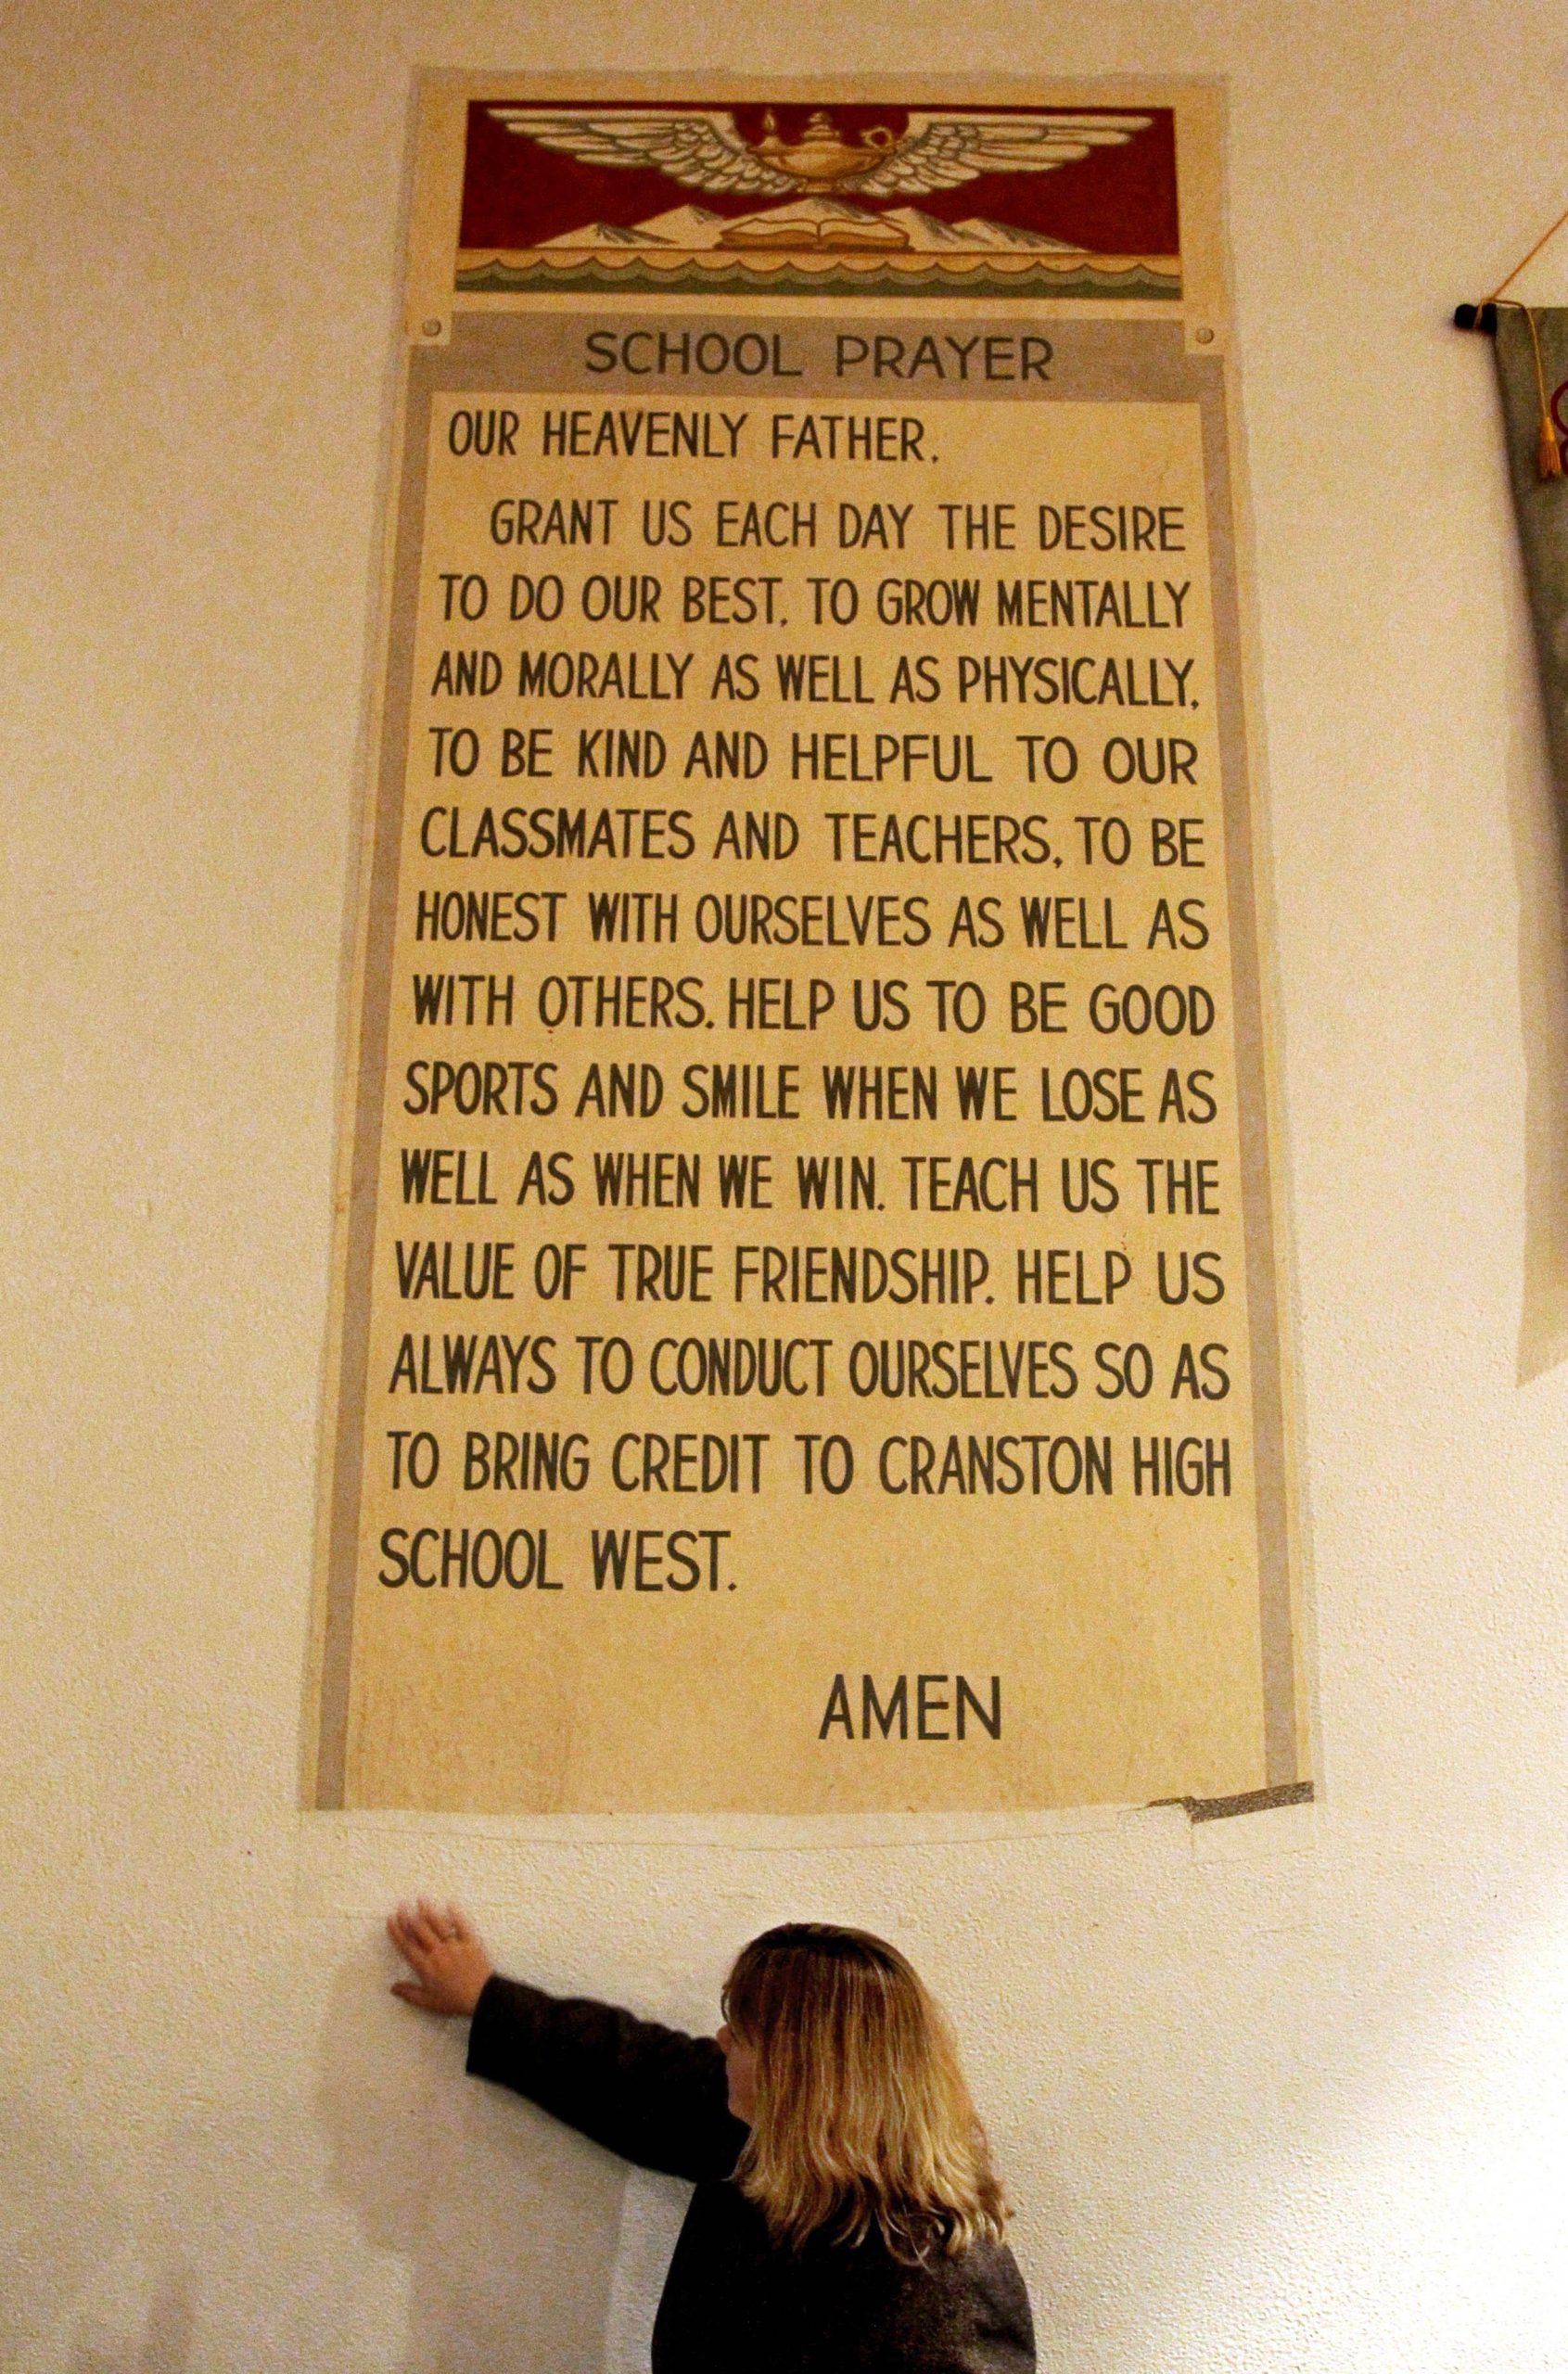 SCHOOL PRAYER
OUR HEAVENLY FATHER.
GRANT US EACH DAY THE DESIRE
TO DO OUR BEST. TO GROW MENTALLY
AND MORALLY AS WELL AS PHYSICALLY.
TO BE KIND AND HELPFUL TO OUR
CLASSMATES AND TEACHERS, TO BE
HONEST WITH OURSELVES AS WELL AS
WITH OTHERS. HELP US TO BE GOOD
SPORTS AND SMILE WHEN WE LOSE AS
WELL AS WHEN WE WIN. TEACH US THE
VALUE OF TRUE FRIENDSHIP. HELP US
ALWAYS TO CONDUCT OURSELVES SO AS
TO BRING CREDIT TO CRANSTON HIGH
SCHOOL WEST.
AMEN